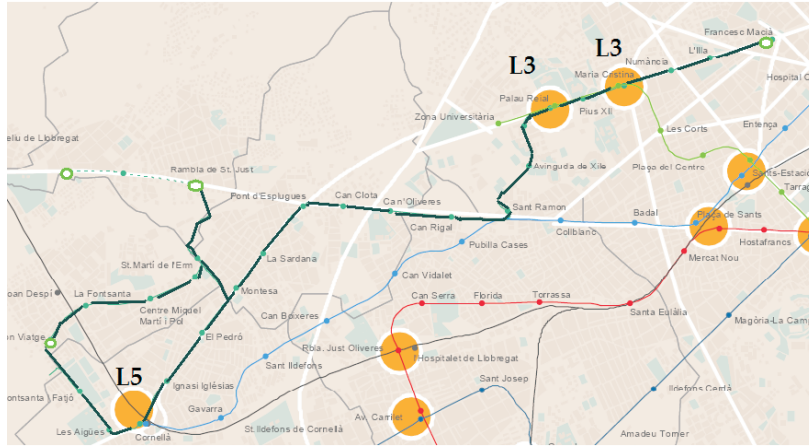 Francesc Macià
L3
L'Illa
L3
Numància
Maria Cristina
Hospital C
Palau Reial
Pius XII
Zona Universitària
Entença
Les Corts
eliu de Llobregat
Rambla de St. Just
Avinguda de Xile
Plaça del Centre
Sants-Estació
Tarrag
Font d'Esplugues
Can Clota
Can Oliveres
Sant Ramon
Can Rigal
Collblanc
Badal
Plaça de Sants
Hostafrancs
Pubilla Cases
Mercat Nou
La Sardana
St. Martí de l'Erm
Can Vidalet
oan Despí
La Fontsanta
Montesa
Can Serra
Florida
Torrassa
Centre Miquel
Martí i Pol
Santa Eulàlia
Can Boixeres
Magòria-La Camp
El Pedró
on Viatge
Rbla. Just Oliveres
l'Hospitalet de Llobregat
Sant Ildefons
L5
Sant Josep
Ignasi Iglésias
Ildefons Cerdà
ontsanta i Fatjó
Gavarra
Av. Carrilet
Les Aigües
Cornellà
St. Ildefons de Cornellà
Amadeu Torner